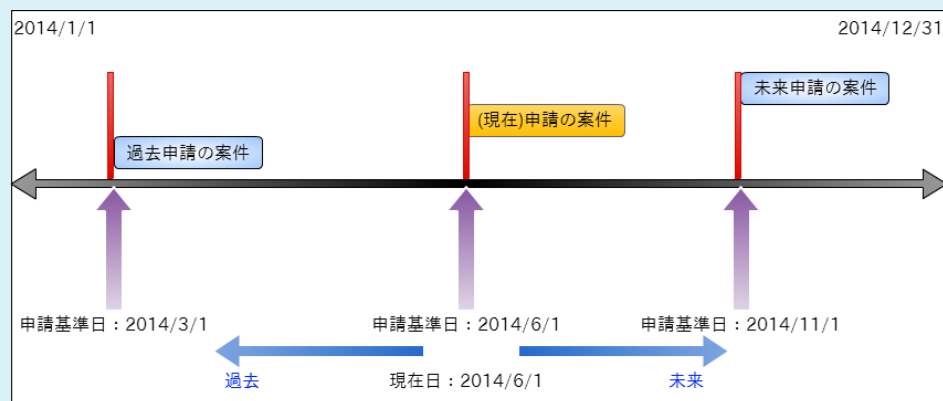 2014/1/1
2014/12/31
未来申請の案件
(現在)申請の案件
過去申請の案件
申請基準日：2014/3/1
申請基準日：2014/6/1
申請基準日：2014/11/1
過去
現在日：2014/6/1
未来